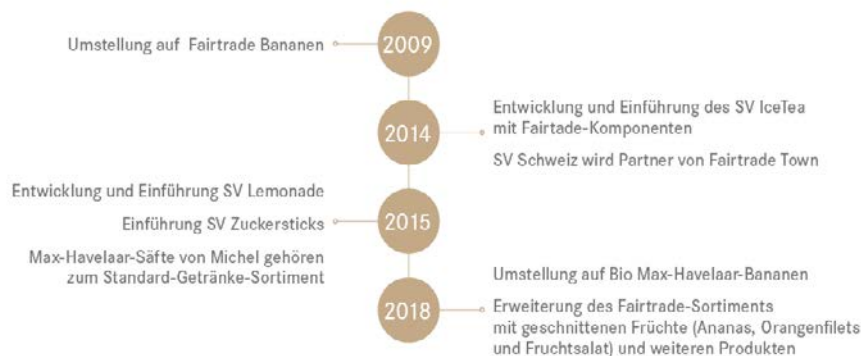 Umstellung auf Fairtrade Bananen
2009
2014
Entwicklung und Einführung des SV IceTea
mit Fairtade-Komponenten
SV Schweiz wird Partner von Fairtrade Town
Entwicklung und Einführung SV Lemonade
Einführung SV Zuckersticks
Max-Havelaar-Säfte von Michel gehören
zum Standard-Getränke-Sortiment
2015
2018
Umstellung auf Bio Max-Havelaar-Bananen
Erweiterung des Fairtrade-Sortiments
mit geschnittenen Früchte (Ananas, Orangenfilets
und Fruchtsalat) und weiteren Produkten